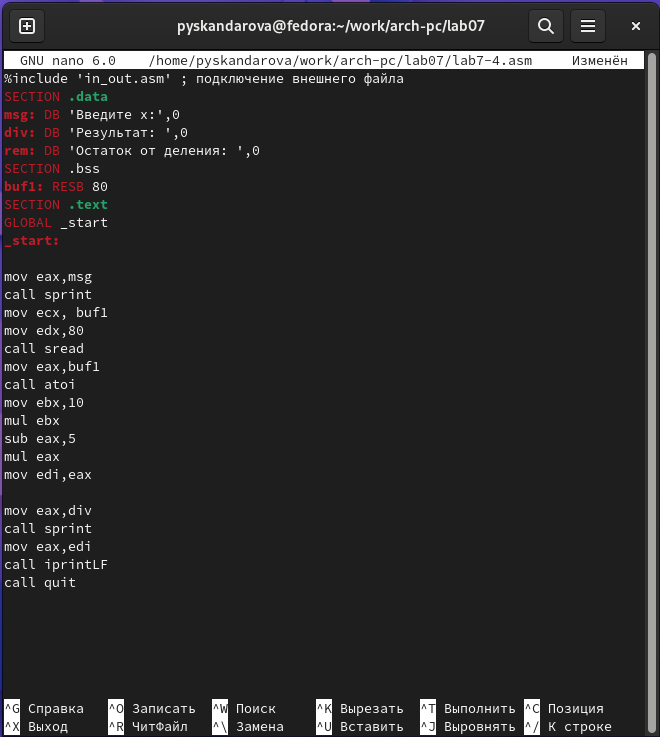 pyskandarova@fedora:~/work/arch-pc/lab07
GNU nano 6.0 /home/pyskandarova/work/arch-pc/lab07/lab7-4.asm Изменён
%include 'in_out.asm' ; подключение внешнего файла
SECTION .data
msg: DB 'Введите x:',0
div: DB 'Результат: ',0
rem: DB 'Остаток от деления: ',0
SECTION .bss
buf1: RESB 80
SECTION .text
GLOBAL _start
_start:
mov eax,msg
call sprint
mov ecx, buf1
mov edx,80
call sread
mov eax,buf1
call atoi
mov ebx,10
mul ebx
sub eax,5
mul eax
mov edi,eax
mov eax,div
call sprint
mov eax,edi
call iprintLF
call quit
^G Справка ^O Записать ^W Поиск ^K Вырезать ^T Выполнить ^C Позиция
^X Выход ^R ЧитФайл ^\ Замена ^U Вставить ^J Выровнять ^/ К строке